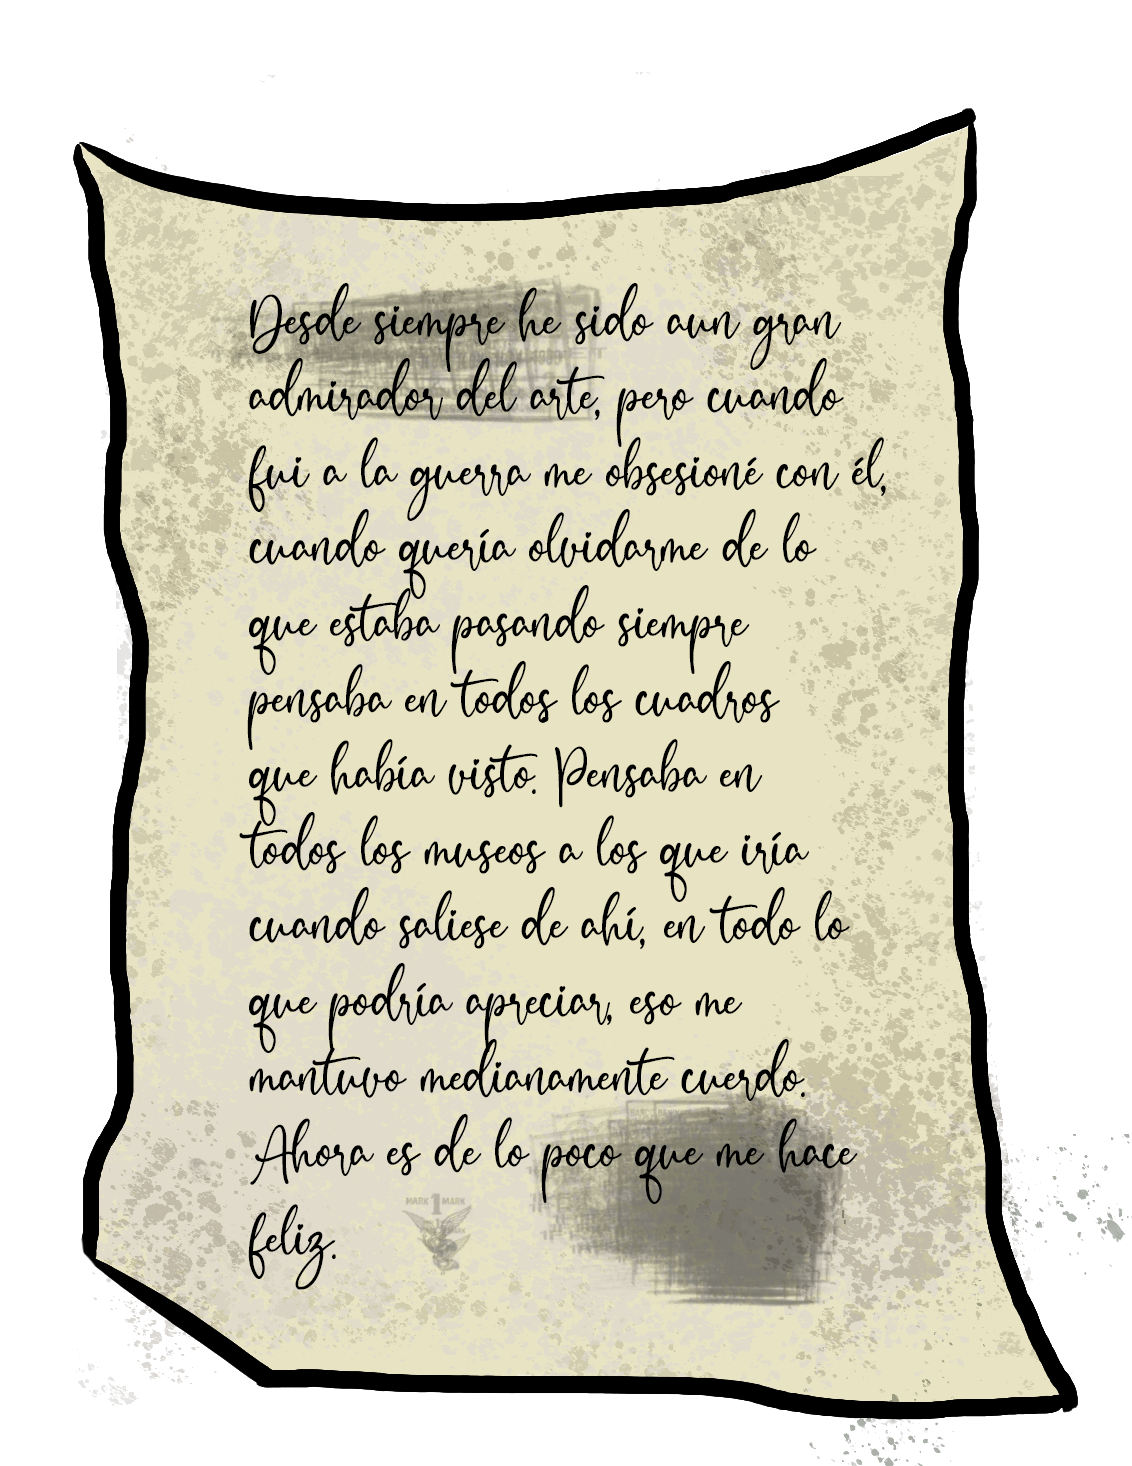 Desde siempre he sido aun gran
admirador del arte, pero cuando
fui a la guerra me obsesioné con él,
cuando quería olvidarme de lo
que estaba pasando siempre
pensaba en todos los cuadros
que había visto. Pensaba en
todos los museos a los que iría
cuando saliese de ahí, en todo lo
que podría apreciar, eso me
mantuvo medianamente cuerdo.
Ahora es de lo poco que me hace
feliz.
MARK 1 MARK